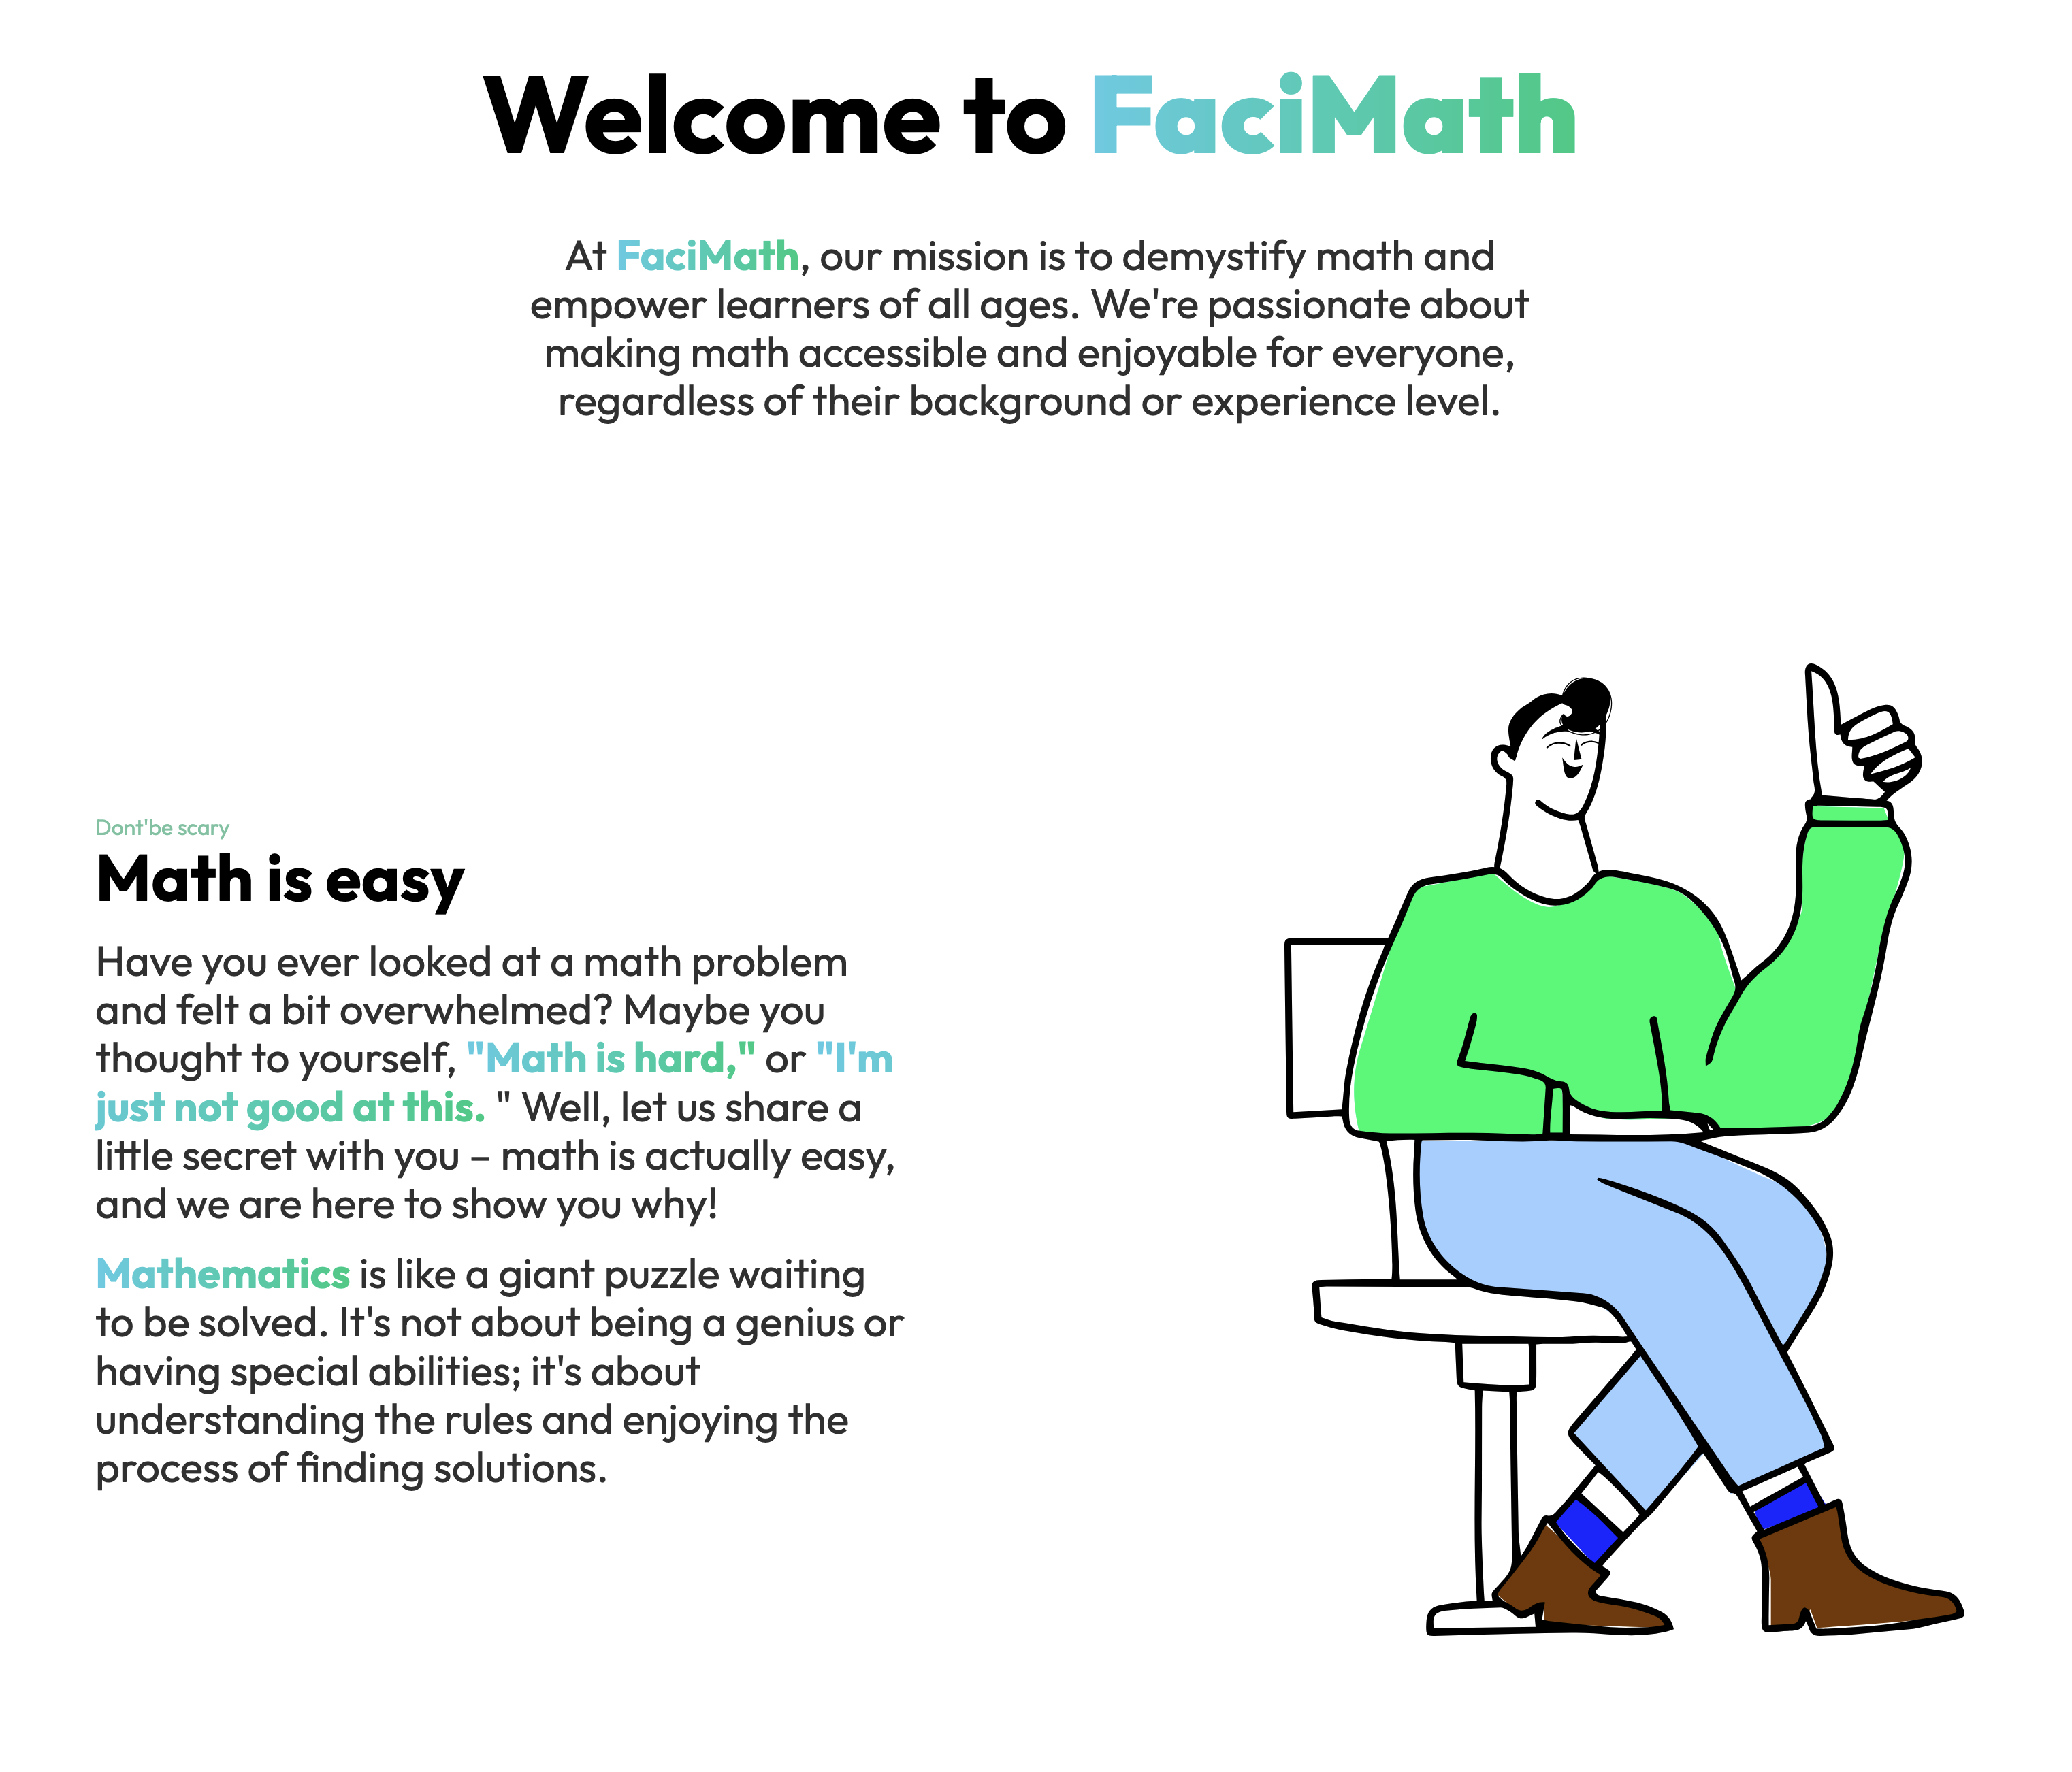 Welcome to FaciMath
At FaciMath, our mission is to demystify math and
empower learners of all ages. We're passionate about
making math accessible and enjoyable for everyone,
regardless of their background or experience level.
Dont'be scary
Math is easy
Have you ever looked at a math problem
and felt a bit overwhelmed? Maybe you
thought to yourself, "Math is hard," or "I'm
just not good at this. " Well, let us share a
little secret with you – math is actually easy,
and we are here to show you why!
Mathematics is like a giant puzzle waiting
to be solved. It's not about being a genius or
having special abilities; it's about
understanding the rules and enjoying the
process of finding solutions.